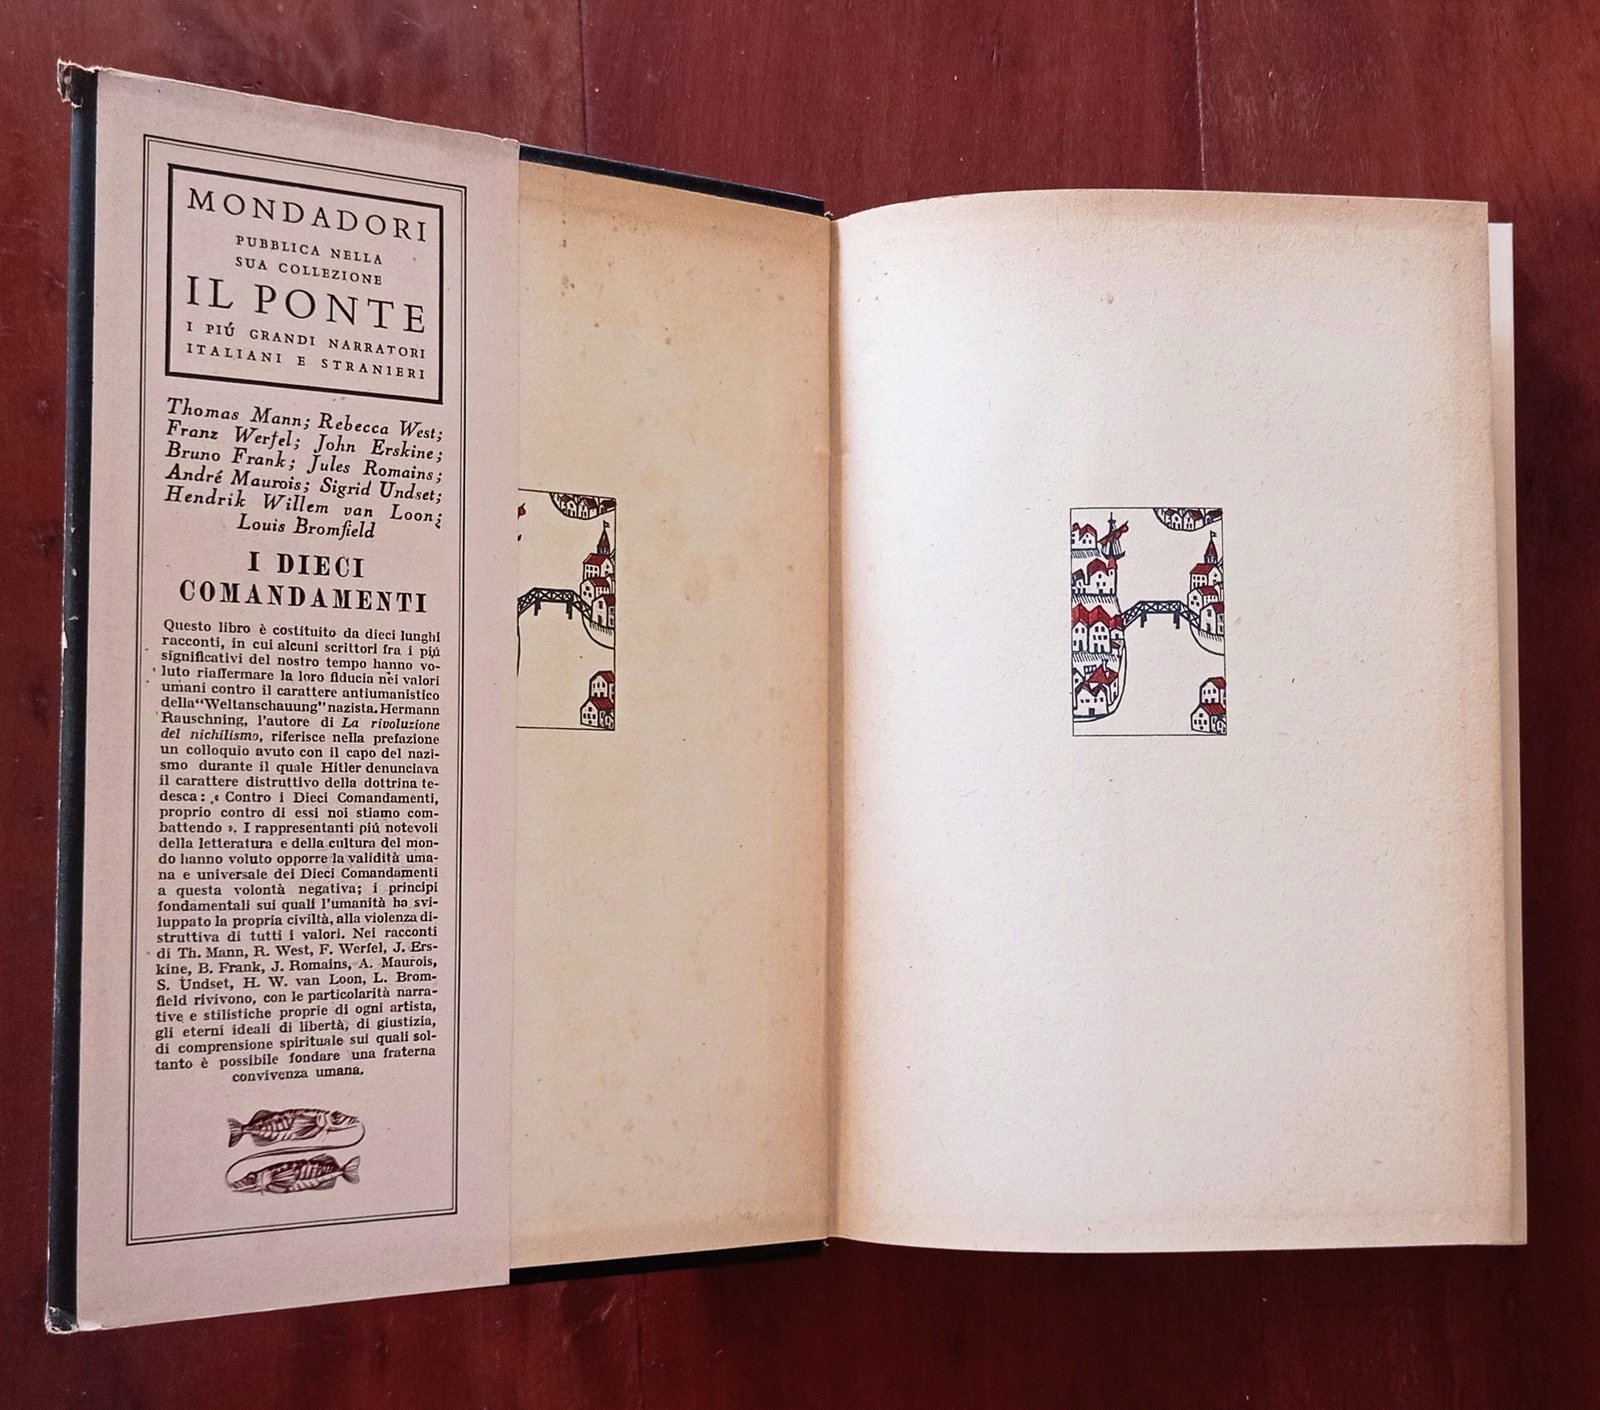 MONDADORI
PUBBLICA NELLA
SUA COLLEZIONE
IL PONTE
I PIÚ GRANDI NARRATORI
ITALIANI E STRANIERI
Thomas Mann; Rebecca West;
Franz Werfel; John Erskine;
Bruno Frank; Jules Romains;
André Maurois; Sigrid Undset;
Hendrik Willem van Loon;
Louis Bromfield
I DIECI
COMANDAMENTI
Questo libro è costituito da dieci lunghi
racconti, in cui alcuni scrittori fra i piú
significativi del nostro tempo hanno vo-
luto riaffermare la loro fiducia nei valori
umani contro il carattere antiumanistico
della "Weltanschauung" nazista. Hermann
Rauschning, l'autore di La rivoluzione
del nichilismo, riferisce nella prefazione
un colloquio avuto con il capo del nazi-
smo durante il quale Hitler denunciava
il carattere distruttivo della dottrina te-
desca: « Contro i Dieci Comandamenti,
proprio contro di essi noi stiamo com-
battendo ». I rappresentanti piú notevoli
della letteratura e della cultura del mon-
do hanno voluto opporre la validità uma-
na e universale dei Dieci Comandamenti
a questa volontà negativa; i principi
fondamentali sui quali l'umanità ha svi-
luppato la propria civiltà, alla violenza di-
struttiva di tutti i valori. Nei racconti
di Th. Mann, R. West, F. Werfel, J. Ers-
kine, B. Frank, J. Romains, A. Maurois,
S. Undset, H. W. van Loon, L. Brom-
field rivivono, con le particolarità narra-
tive e stilistiche proprie di ogni artista,
gli eterni ideali di libertà, di giustizia,
di comprensione spirituale sui quali sol-
tanto è possibile fondare una fraterna
convivenza umana.